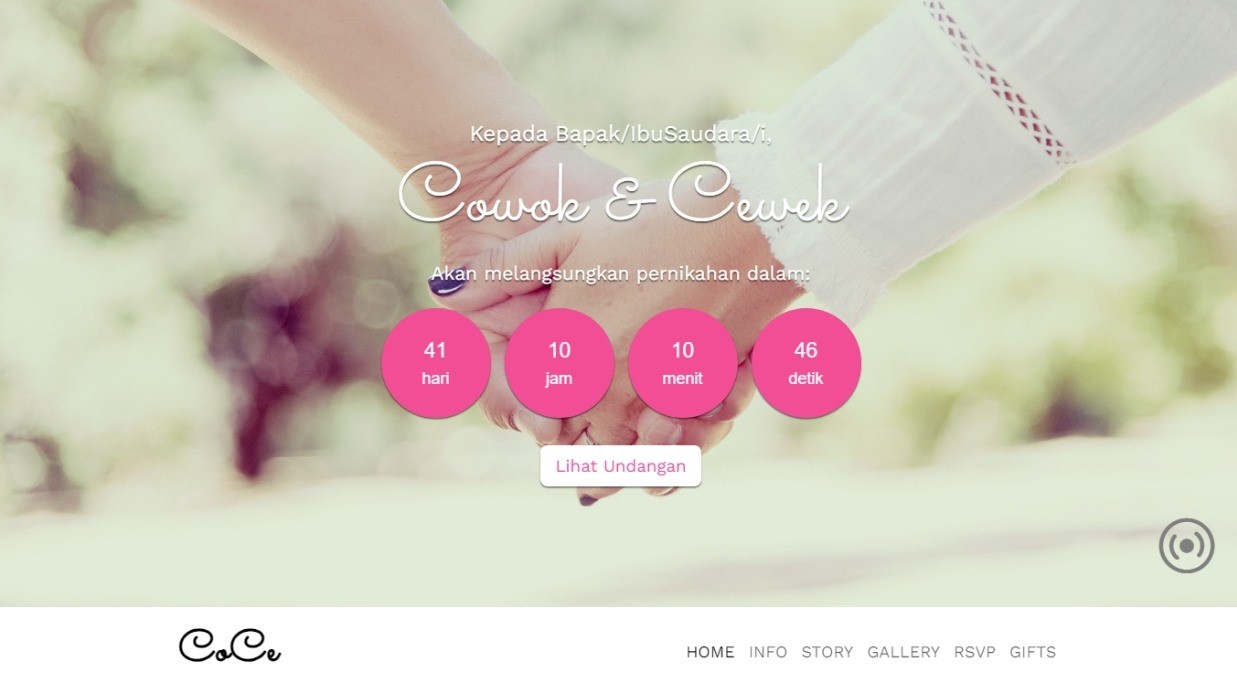 Kepada Bapak/IbuSaudara/i,
Cowok & Cewek
Akan melangsungkan pernikahan dalam:
41 10 10 46
hari jam menit detik
Lihat Undangan
CoCe
HOME INFO STORY GALLERY RSVP GIFTS